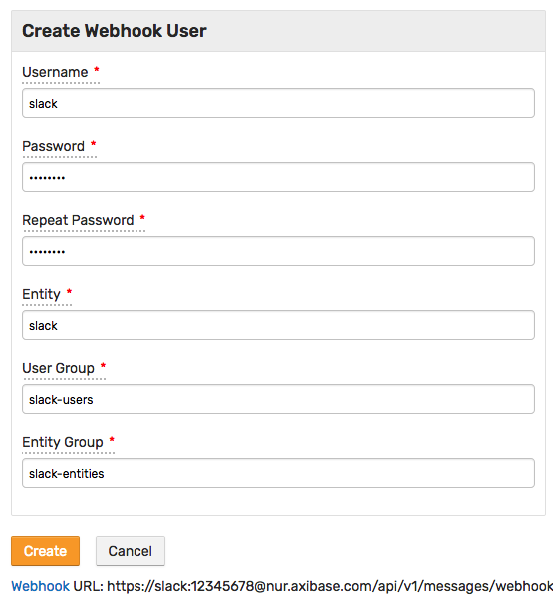 Create Webhook User
Username *
slack
Password *
••••••••
Repeat Password *
••••••••
Entity *
slack
User Group *
slack-users
Entity Group *
slack-entities
Create Cancel
Webhook URL: https://slack:12345678@nur.axibase.com/api/v1/messages/webhook